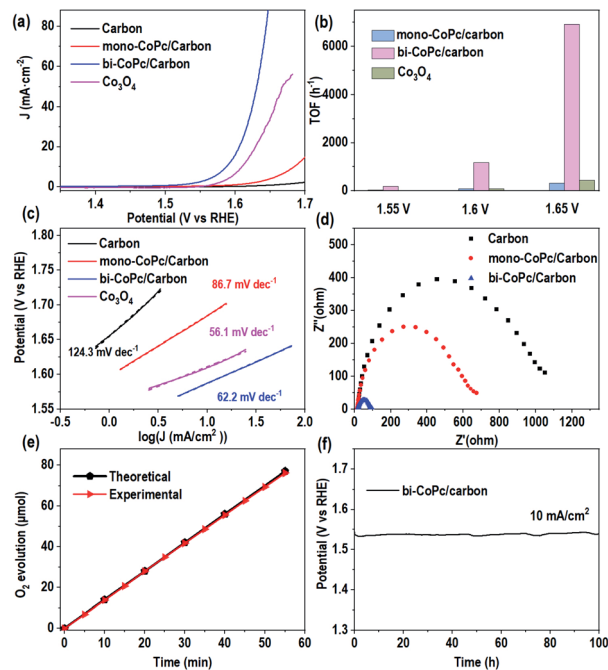 (a)
Carbon
mono-CoPc/Carbon
bi-CoPc/Carbon
Co₃O₄
80
60
40
20
0
J (mA·cm⁻²)
1.4 1.5 1.6 1.7
Potential (V vs RHE)
(b)
mono-CoPc/carbon
bi-CoPc/Carbon
Co₃O₄
6000
4000
2000
0
TOF (h⁻¹)
1.55 V 1.6 V 1.65 V
(c)
Carbon
mono-CoPc/Carbon
bi-CoPc/Carbon
Co₃O₄
1.80
1.75
1.70
1.65
1.60
1.55
Potential (V vs RHE)
86.7 mV dec⁻¹
124.3 mV dec⁻¹
56.1 mV dec⁻¹
62.2 mV dec⁻¹
-0.5 0.0 0.5 1.0 1.5 2.0
log(J (mA/cm² ))
(d)
Carbon
mono-CoPc/Carbon
bi-CoPc/Carbon
500
400
300
200
100
0
Z''(ohm)
0 200 400 600 800 1000 1200
Z'(ohm)
(e)
Theoretical
Experimental
80
60
40
20
0
O₂ evolution (μmol)
0 10 20 30 40 50 60
Time (min)
(f)
bi-CoPc/carbon
10 mA/cm²
1.7
1.6
1.5
1.4
1.3
Potential (V vs RHE)
0 20 40 60 80 100
Time (h)